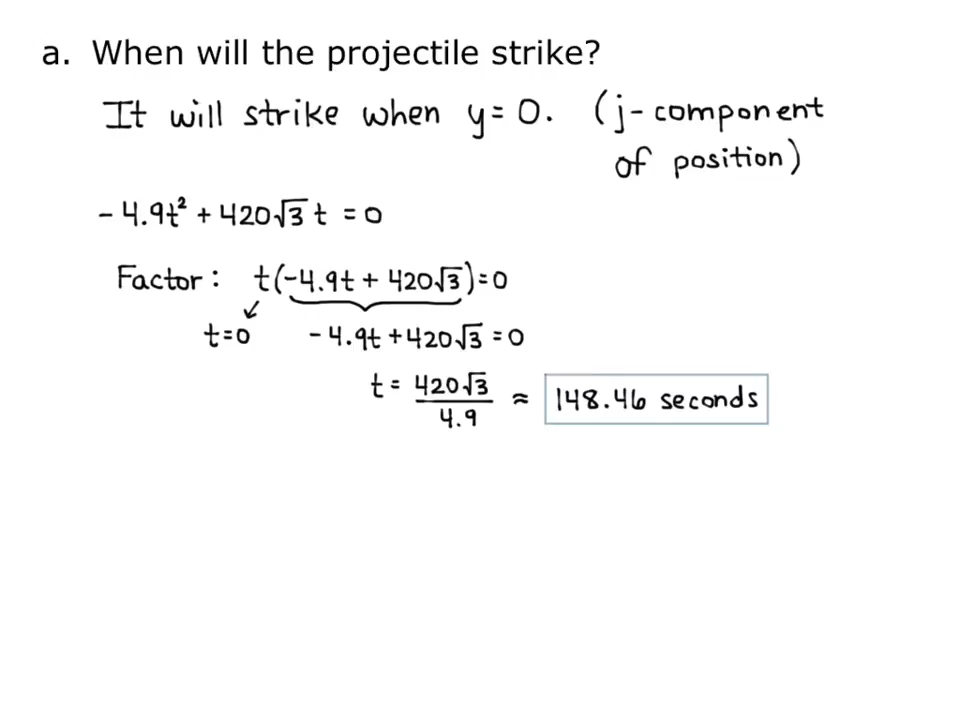 a. When will the projectile strike?
It will strike when y = 0. (j-component
of position)
-4.9t² + 420√3 t = 0
Factor: t(-4.9t + 420√3) = 0
t=0 -4.9t + 420√3 = 0
t = 420√3 / 4.9 ≈ 148.46 seconds